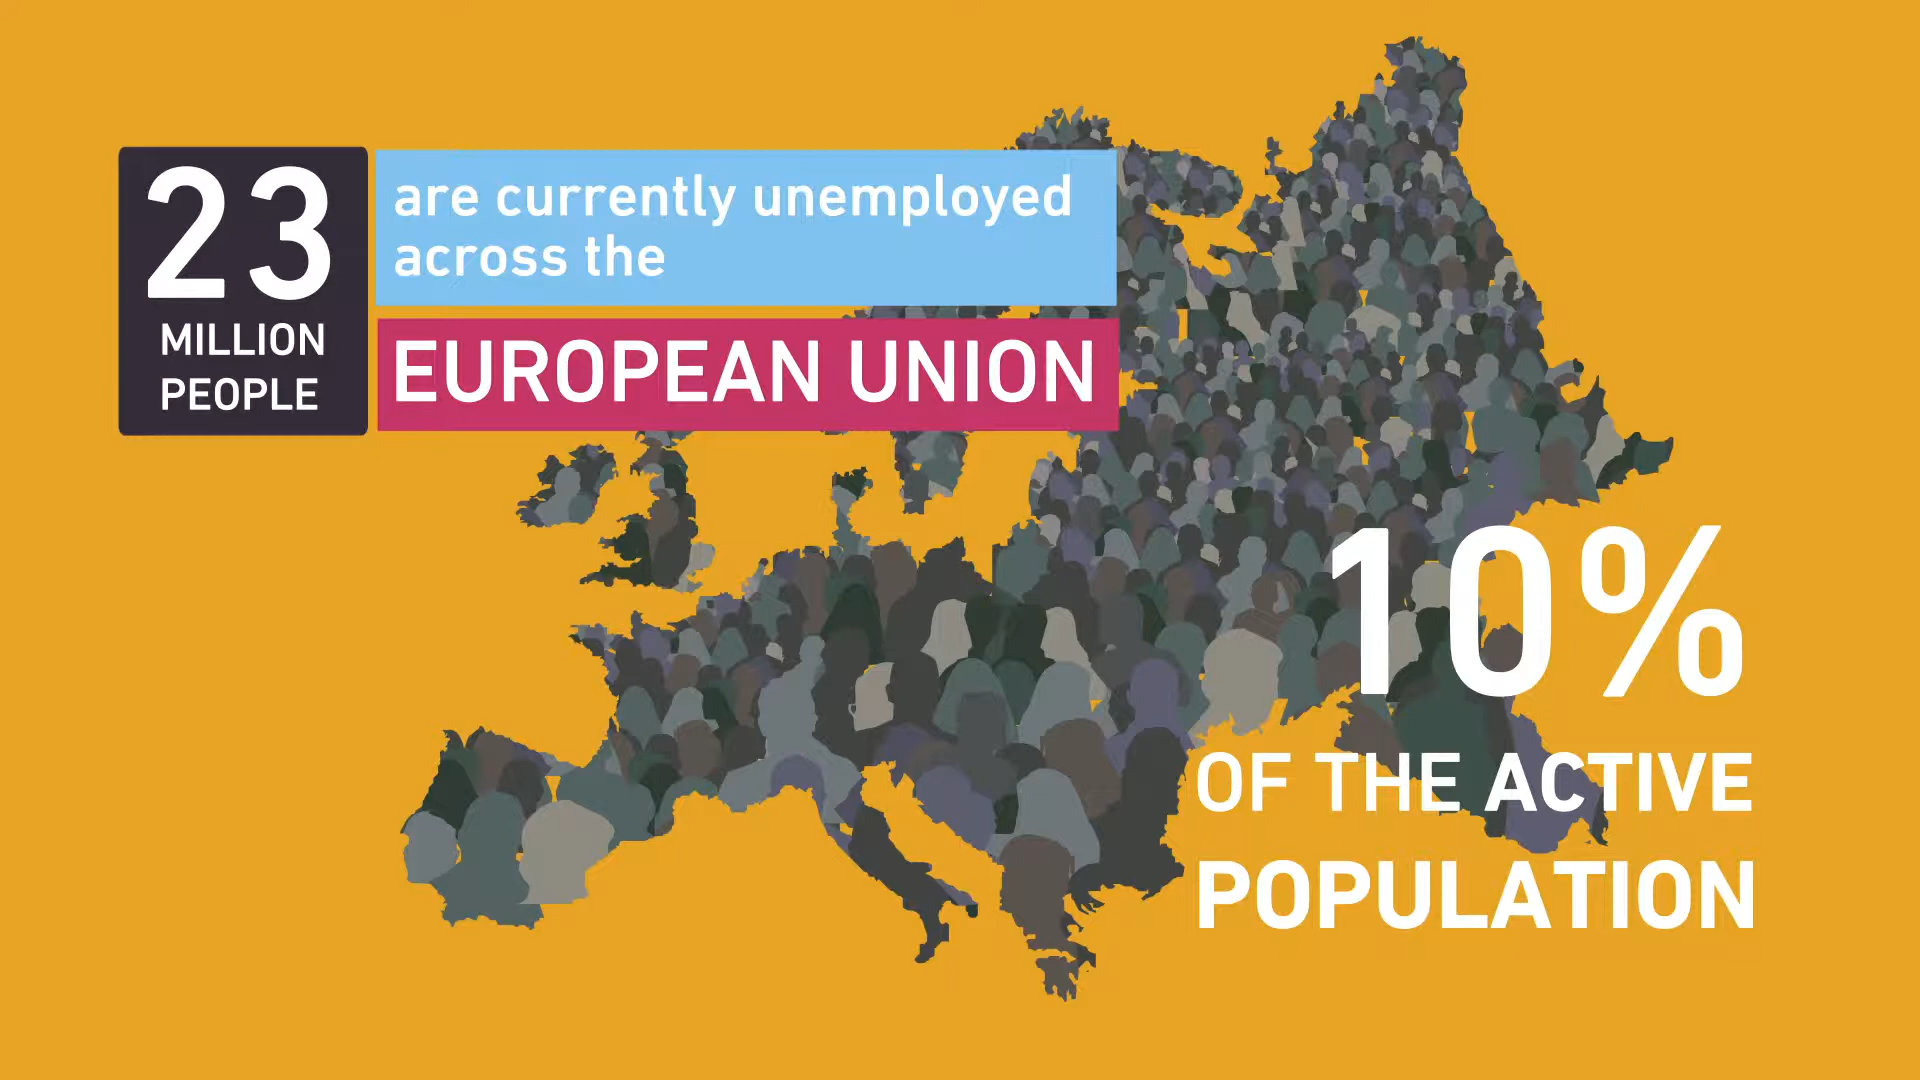 23
MILLION
PEOPLE
are currently unemployed
across the
EUROPEAN UNION
10%
OF THE ACTIVE
POPULATION